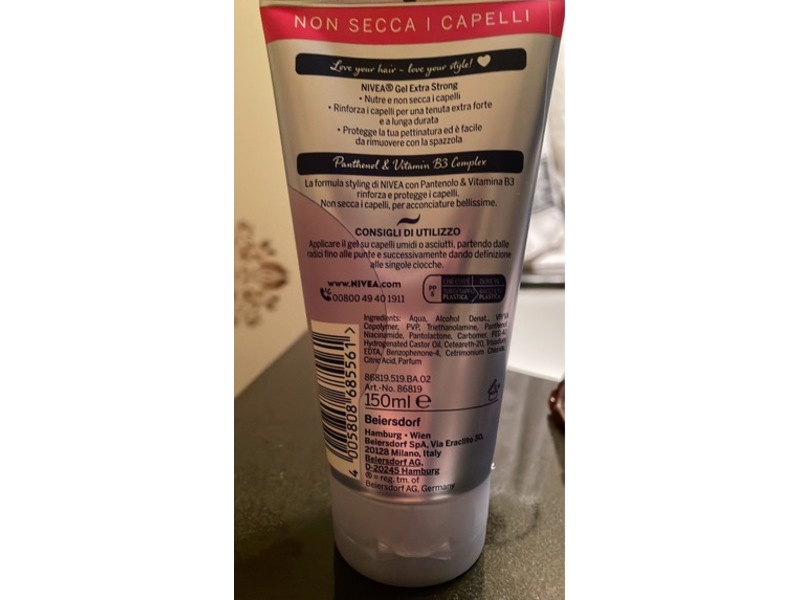 NON SECCA I CAPELLI
Love your hair - love your style!
NIVEA® Gel Extra Strong
• Nutre e non secca i capelli
• Rinforza i capelli per una tenuta extra forte
e a lunga durata
• Protegge la tua pettinatura ed è facile
da rimuovere con la spazzola
Panthenol & Vitamin B3 Complex
La formula styling di NIVEA con Pantenolo & Vitamina B3
rinforza e protegge i capelli.
Non secca i capelli, per acconciature bellissime.
CONSIGLI DI UTILIZZO
Applicare il gel su capelli umidi o asciutti, partendo dalle
radici fino alle punte e successivamente dando definizione
alle singole ciocche.
www.NIVEA.com
00800 49 40 1911
PP
5
PLASTICA
PLASTICA
Ingredients: Aqua, Alcohol Denat.,
Copolymer, PVP, Triethanolamine,
Niacinamide, Pantolactone, Carbomer,
Hydrogenated Castor Oil, Ceteareth-20,
EDTA, Benzophenone-4, Cetrimonium
Citric Acid, Parfum
86819.519.BA.02
Art.-No. 86819
150ml e
4 005808 685561 >
Beiersdorf
Hamburg • Wien
Beiersdorf SpA, Via Eraclito 30,
20128 Milano, Italy
Beiersdorf AG,
D-20245 Hamburg
® = reg. tm. of
Beiersdorf AG, Germany